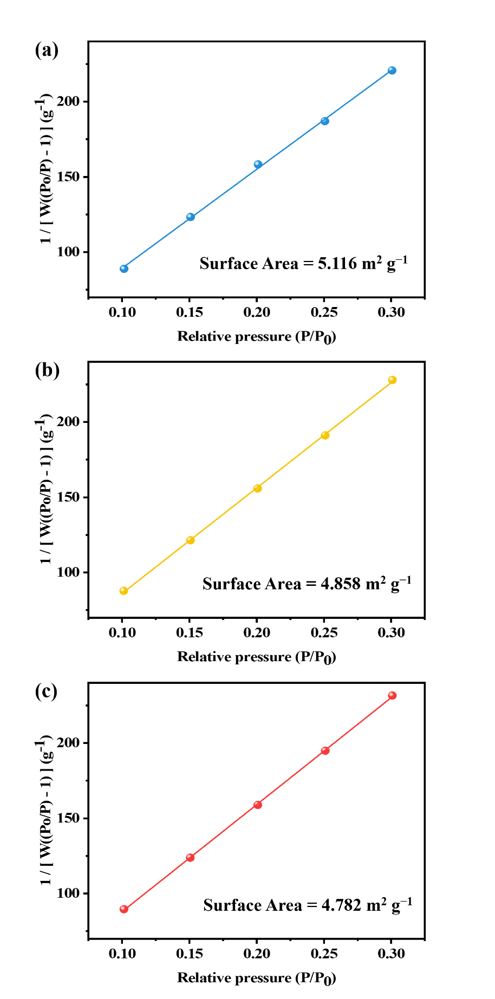 (a)
1 / [ W((Po/P) - 1) ] (g⁻¹)
200
150
100
Surface Area = 5.116 m² g⁻¹
0.10 0.15 0.20 0.25 0.30
Relative pressure (P/P₀)
(b)
1 / [ W((Po/P) - 1) ] (g⁻¹)
200
150
100
Surface Area = 4.858 m² g⁻¹
0.10 0.15 0.20 0.25 0.30
Relative pressure (P/P₀)
(c)
1 / [ W((Po/P) - 1) ] (g⁻¹)
200
150
100
Surface Area = 4.782 m² g⁻¹
0.10 0.15 0.20 0.25 0.30
Relative pressure (P/P₀)